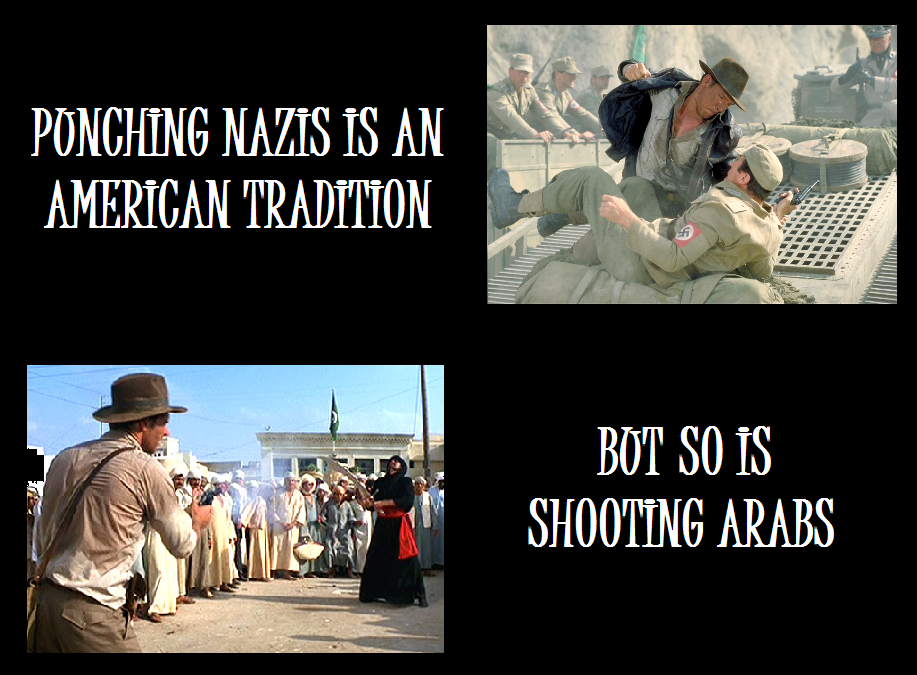 PUNCHING NAZIS IS AN
AMERICAN TRADITION
BUT SO IS
SHOOTING ARABS